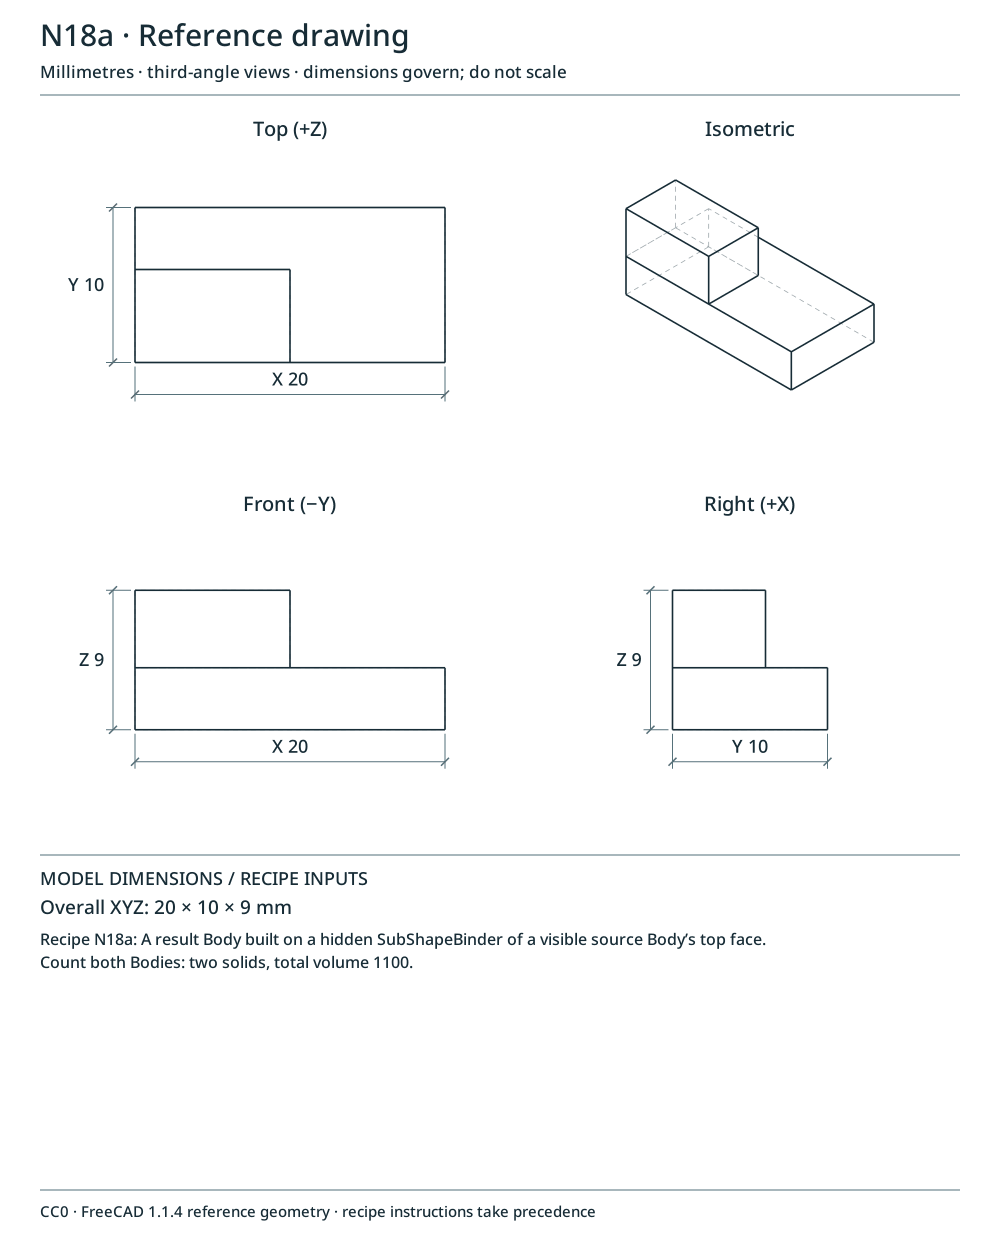 N18a · Reference drawing
Millimetres · third-angle views · dimensions govern; do not scale
Top (+Z)
Isometric
Y 10
X 20
Front (−Y)
Right (+X)
Z 9
X 20
Z 9
Y 10
MODEL DIMENSIONS / RECIPE INPUTS
Overall XYZ: 20 × 10 × 9 mm
Recipe N18a: A result Body built on a hidden SubShapeBinder of a visible source Body’s top face.
Count both Bodies: two solids, total volume 1100.
CC0 · FreeCAD 1.1.4 reference geometry · recipe instructions take precedence